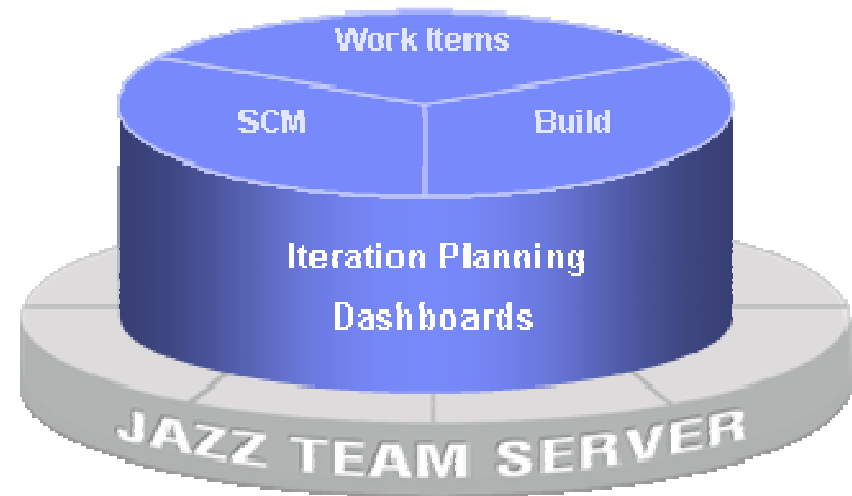 Work Items
SCM
Build
Iteration Planning
Dashboards
JAZZ TEAM SERVER